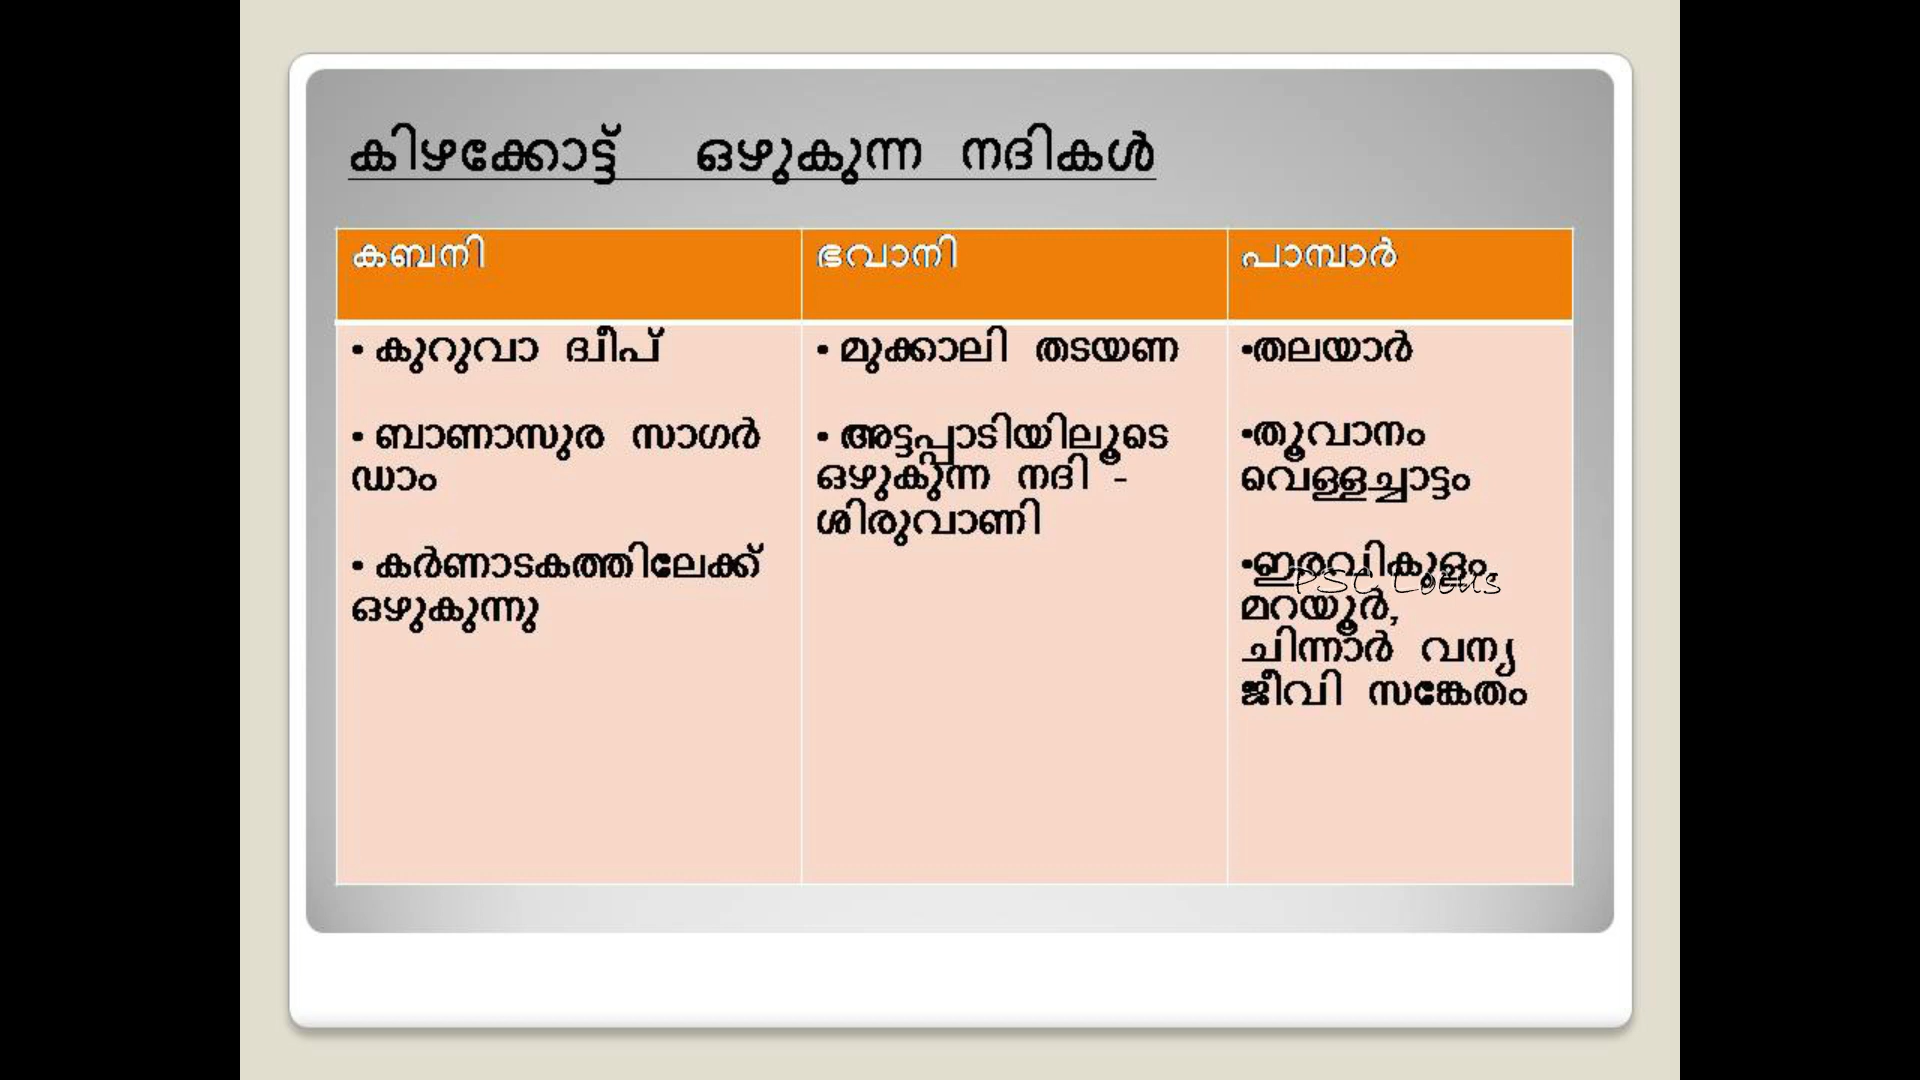 കിഴക്കോട്ട് ഒഴുകുന്ന നദികൾ
കബനി
ഭവാനി
പാമ്പാർ
• കുറുവാ ദ്വീപ്
• ബാണാസുര സാഗർ
ഡാം
• കർണാടകത്തിലേക്ക്
ഒഴുകുന്നു
• മുക്കാലി തടയണ
• അട്ടപ്പാടിയിലൂടെ
ഒഴുകുന്ന നദി -
ശിരുവാണി
•തലയാർ
•തൂവാനം
വെള്ളച്ചാട്ടം
•ഇരവികുളം,
മറയൂർ,
ചിന്നാർ വന്യ
ജീവി സങ്കേതം
PSC Locus